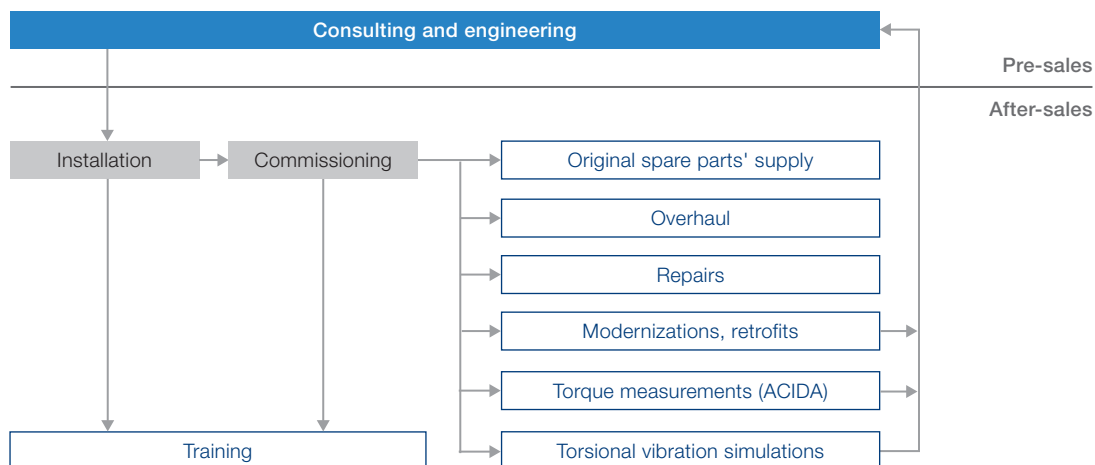 Consulting and engineering
Pre-sales
After-sales
Installation
Commissioning
Original spare parts' supply
Overhaul
Repairs
Modernizations, retrofits
Torque measurements (ACIDA)
Training
Torsional vibration simulations